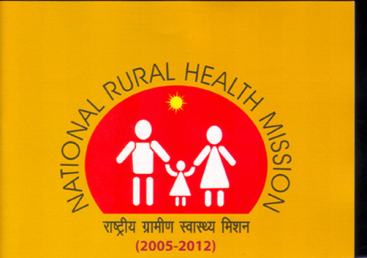 NATIONAL RURAL HEALTH MISSION
राष्ट्रीय ग्रामीण स्वास्थ्य मिशन
(2005-2012)